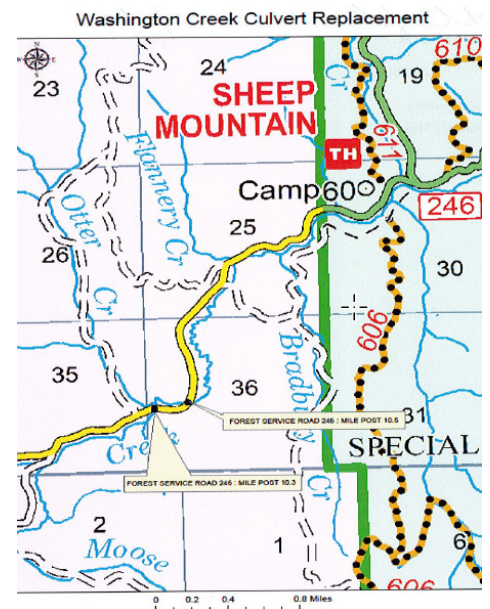 Washington Creek Culvert Replacement
610
24
Cr
19
23
SHEEP
MOUNTAIN
TH
611
Flannery Cr
Camp 60
246
Otter
Cr
25
26
30
606
Bradbury
Cr
35
36
FOREST SERVICE ROAD 246 : MILE POST 10.5
31
SPECIAL
Creek
FOREST SERVICE ROAD 246 : MILE POST 10.3
2
Moose
1
6
606
0 0.2 0.4 0.8 Miles